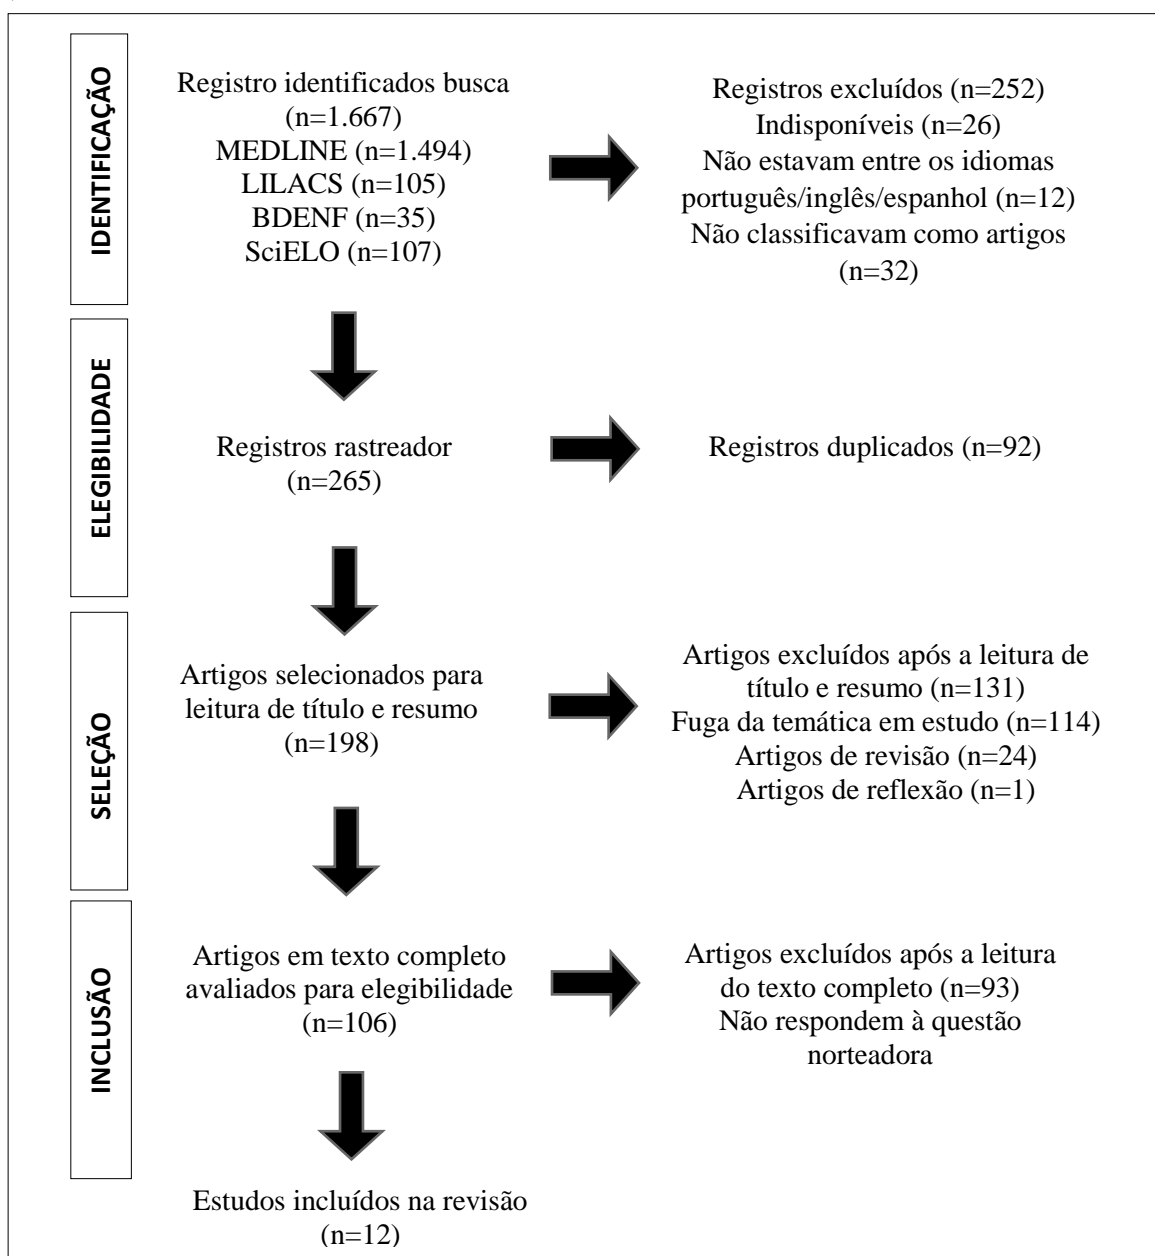 IDENTIFICAÇÃO
Registro identificados busca
(n=1.667)
MEDLINE (n=1.494)
LILACS (n=105)
BDENF (n=35)
SciELO (n=107)
Registros excluídos (n=252)
Indisponíveis (n=26)
Não estavam entre os idiomas
português/inglês/espanhol (n=12)
Não classificavam como artigos
(n=32)
ELEGIBILIDADE
Registros rastreador
(n=265)
Registros duplicados (n=92)
SELEÇÃO
Artigos selecionados para
leitura de título e resumo
(n=198)
Artigos excluídos após a leitura de
título e resumo (n=131)
Fuga da temática em estudo (n=114)
Artigos de revisão (n=24)
Artigos de reflexão (n=1)
INCLUSÃO
Artigos em texto completo
avaliados para elegibilidade
(n=106)
Artigos excluídos após a leitura
do texto completo (n=93)
Não respondem à questão
norteadora
Estudos incluídos na revisão
(n=12)